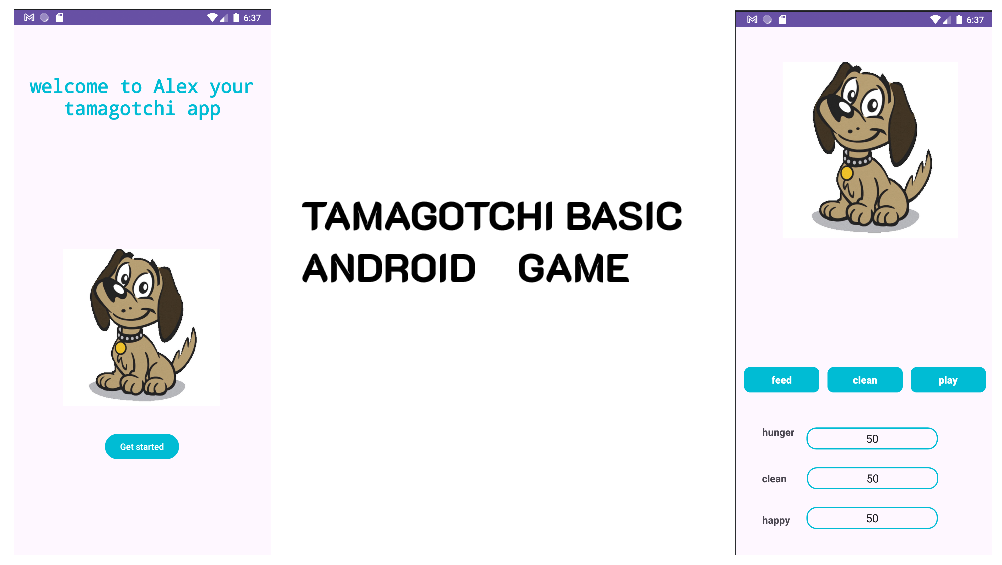 6:37
welcome to Alex your
tamagotchi app
Get started
TAMAGOTCHI BASIC
ANDROID GAME
6:37
feed clean play
hunger 50
clean 50
happy 50